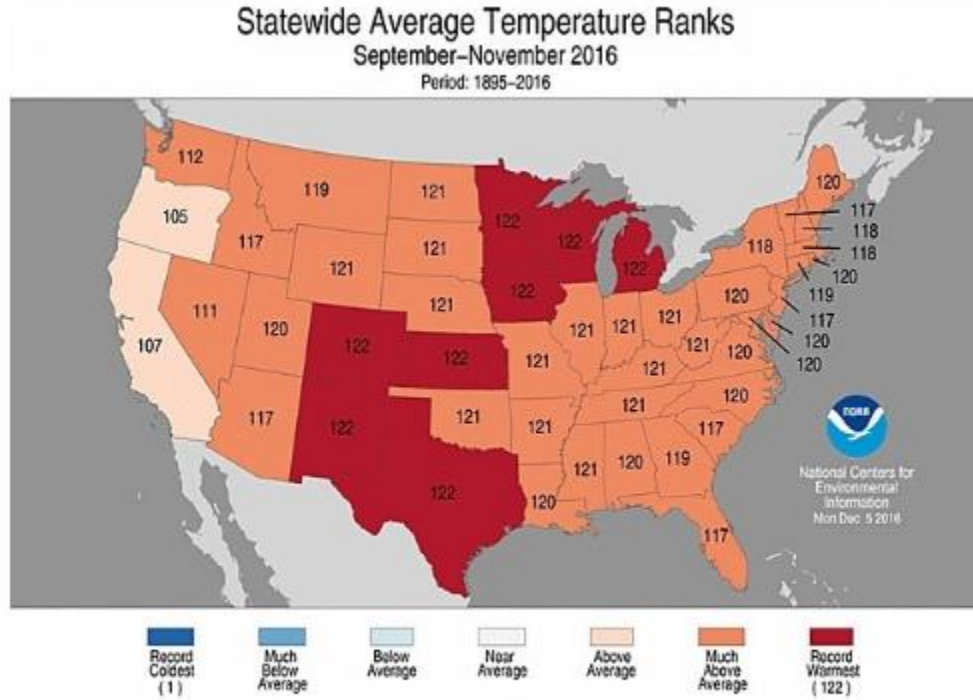 Statewide Average Temperature Ranks
September–November 2016
Period: 1895–2016
112
119
121
122
120
105
117
117
118
121
122
118
121
122
118
120
121
122
120
119
111
120
121
121
121
121
117
107
122
122
121
121
120
120
121
120
117
122
121
121
121
120
117
121
120
119
122
120
117
NOAA
National Centers for
Environmental
Information
Mon Dec 5 2016
Record
Coldest
(1)
Much
Below
Average
Below
Average
Near
Average
Above
Average
Much
Above
Average
Record
Warmest
(122)